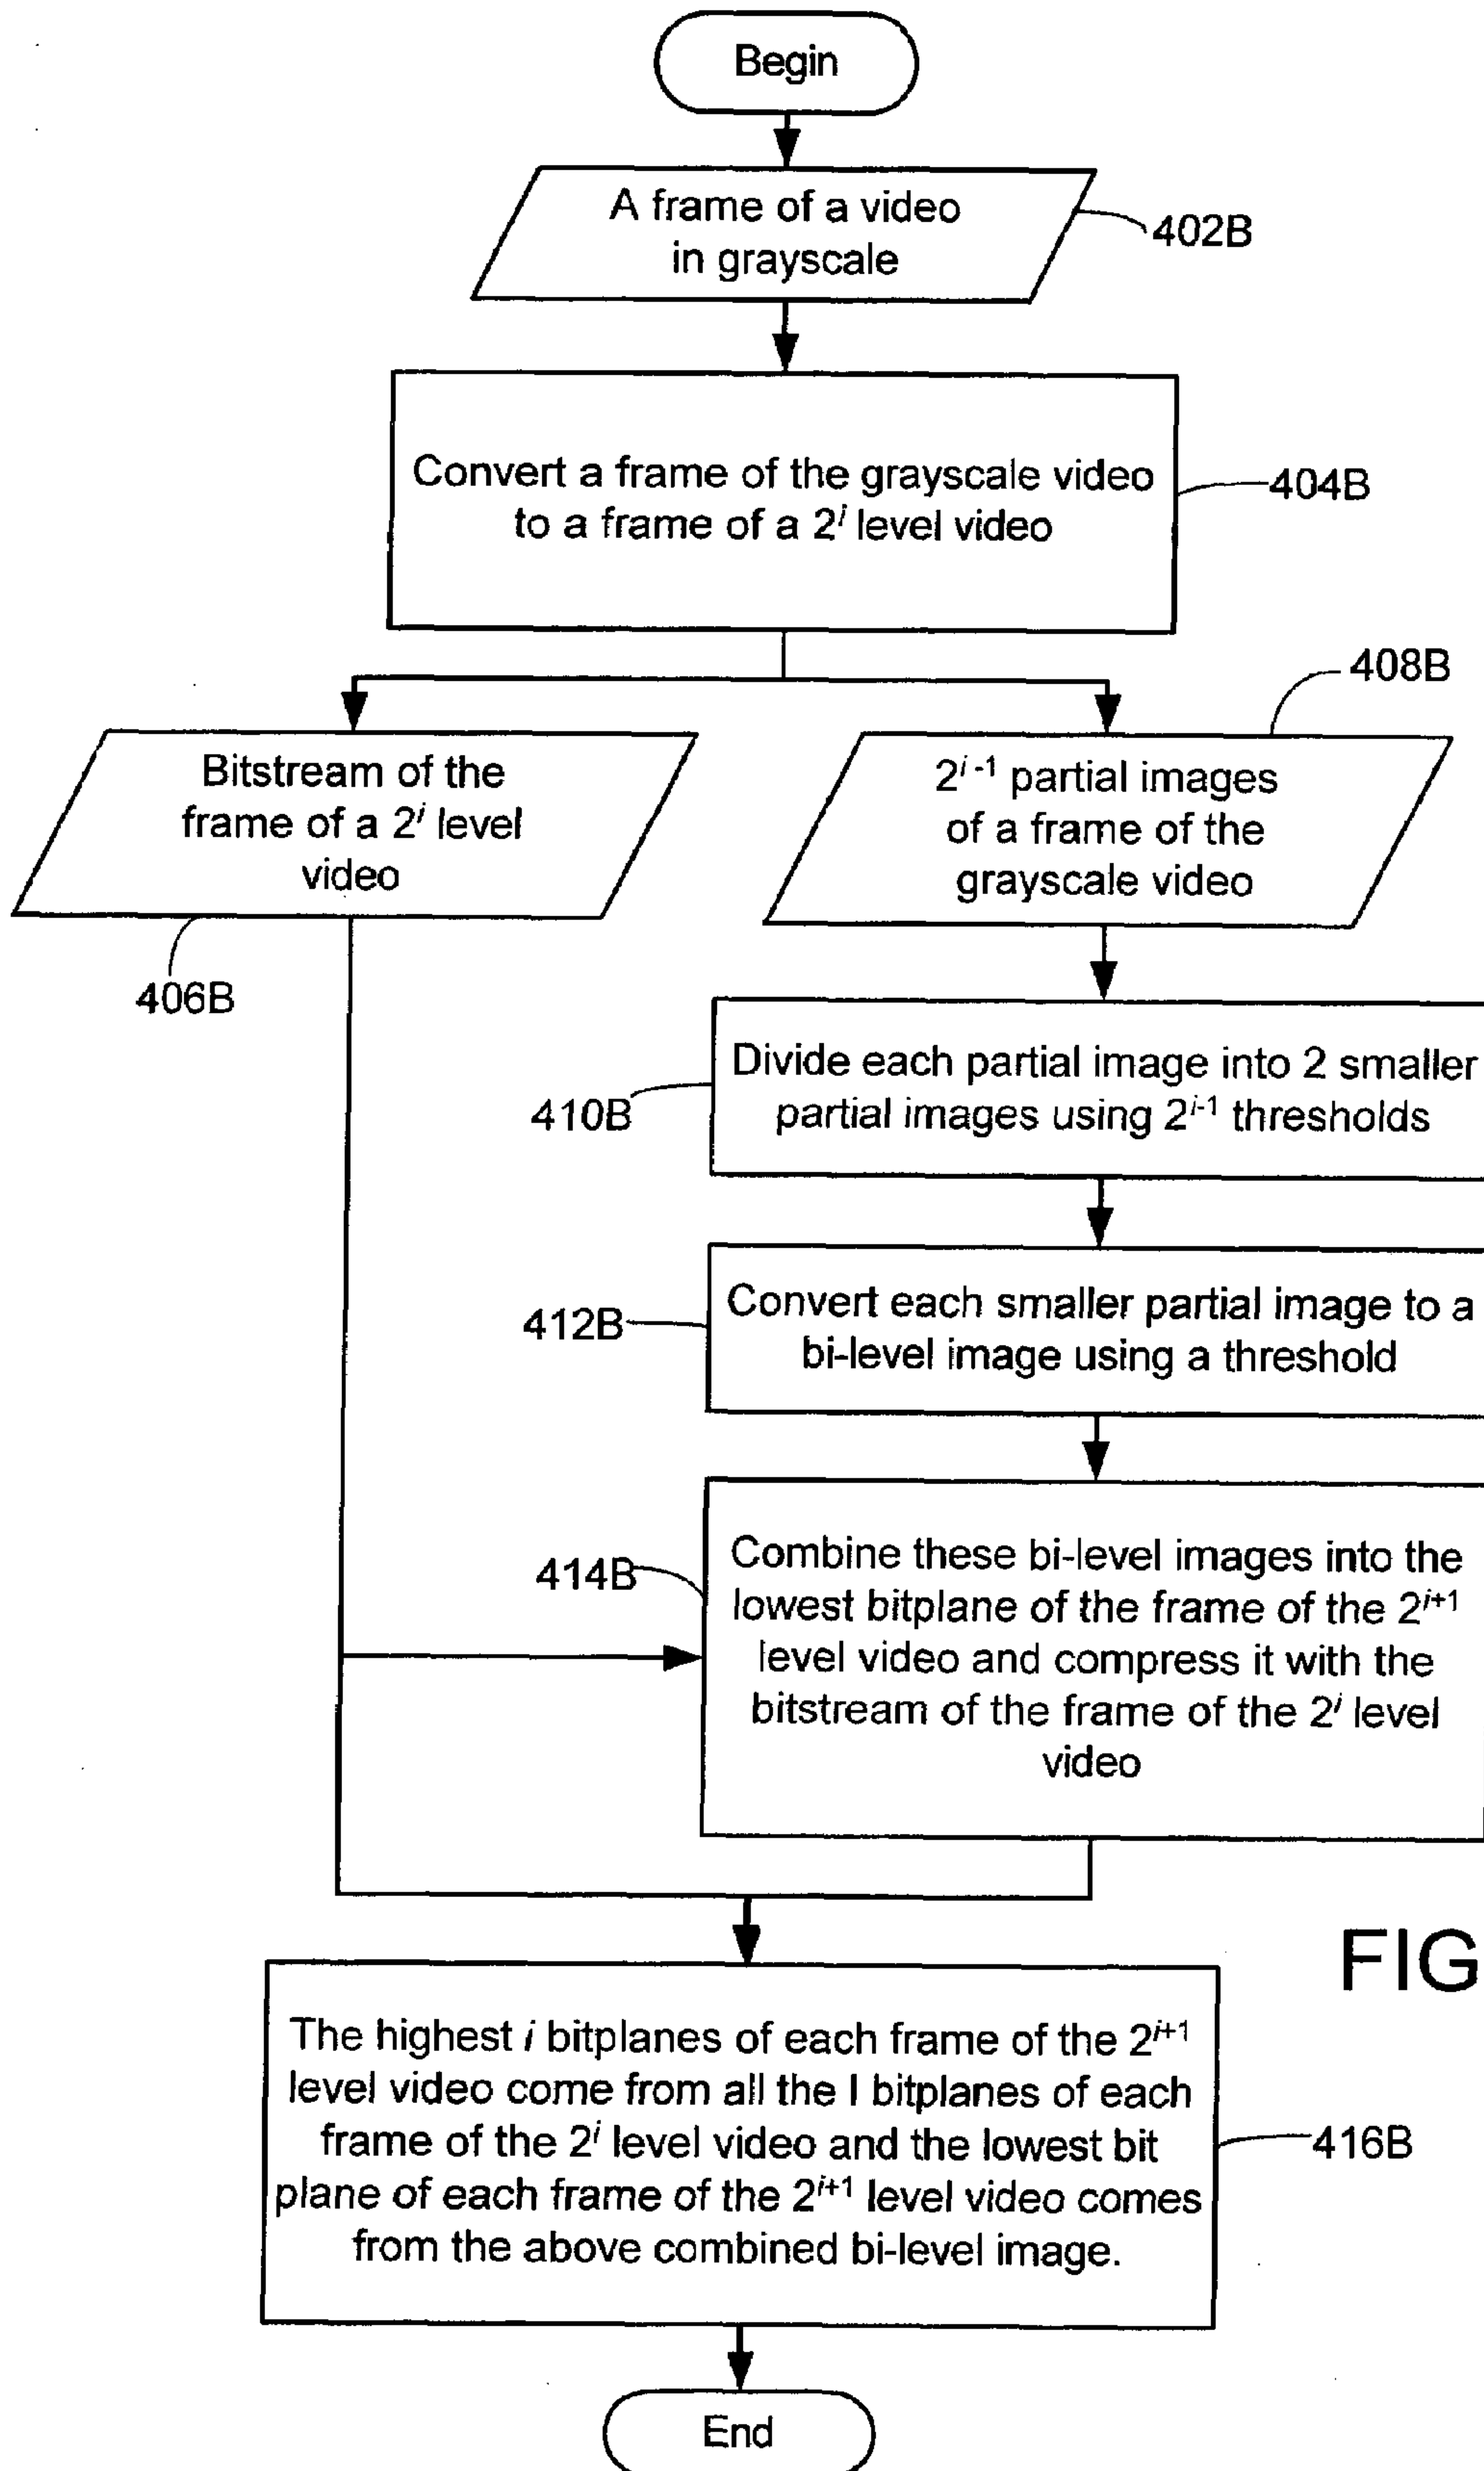 Begin
A frame of a video
in grayscale
402B
Convert a frame of the grayscale video
to a frame of a 2^i level video
404B
408B
Bitstream of the
frame of a 2^i level
video
406B
2^{i-1} partial images
of a frame of the
grayscale video
Divide each partial image into 2 smaller
partial images using 2^{i-1} thresholds
410B
Convert each smaller partial image to a
bi-level image using a threshold
412B
Combine these bi-level images into the
lowest bitplane of the frame of the 2^{i+1}
level video and compress it with the
bitstream of the frame of the 2^i level
video
414B
FIG
The highest i bitplanes of each frame of the 2^{i+1}
level video come from all the I bitplanes of each
frame of the 2^i level video and the lowest bit
plane of each frame of the 2^{i+1} level video comes
from the above combined bi-level image.
416B
End